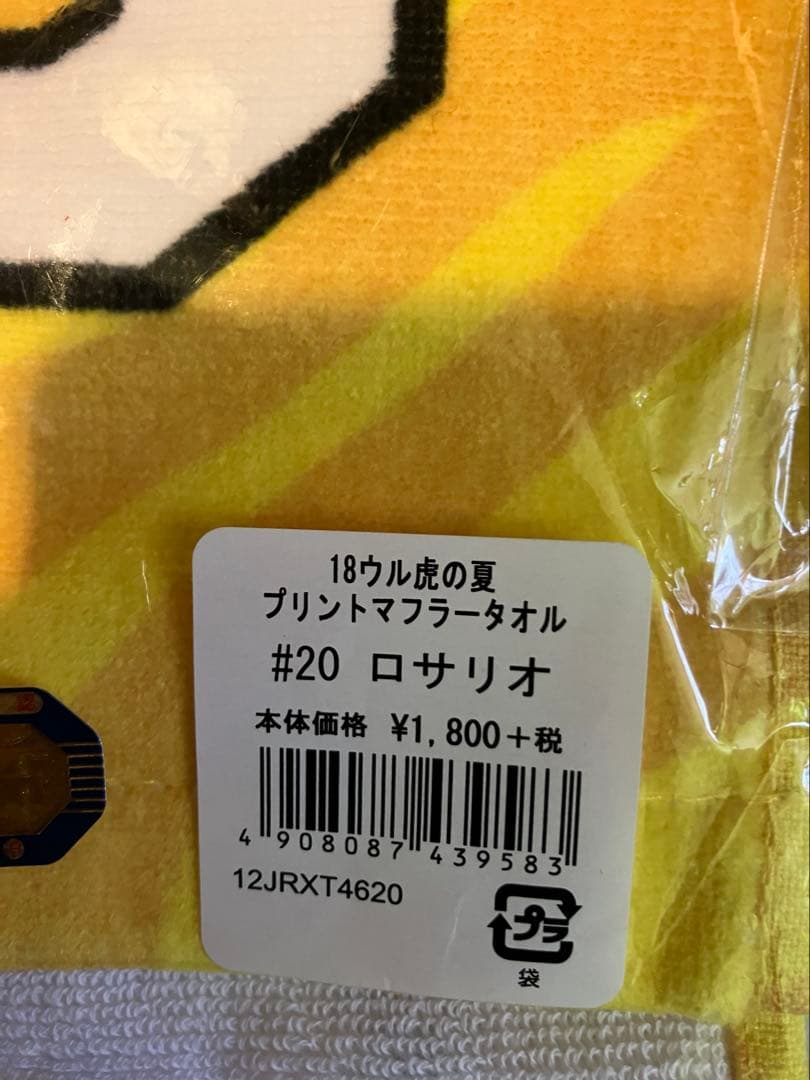 18ウル虎の夏
プリントマフラータオル
#20 ロサリオ
本体価格 ¥1,800+税
4 908087 439583
12JRXT4620
プラ
袋